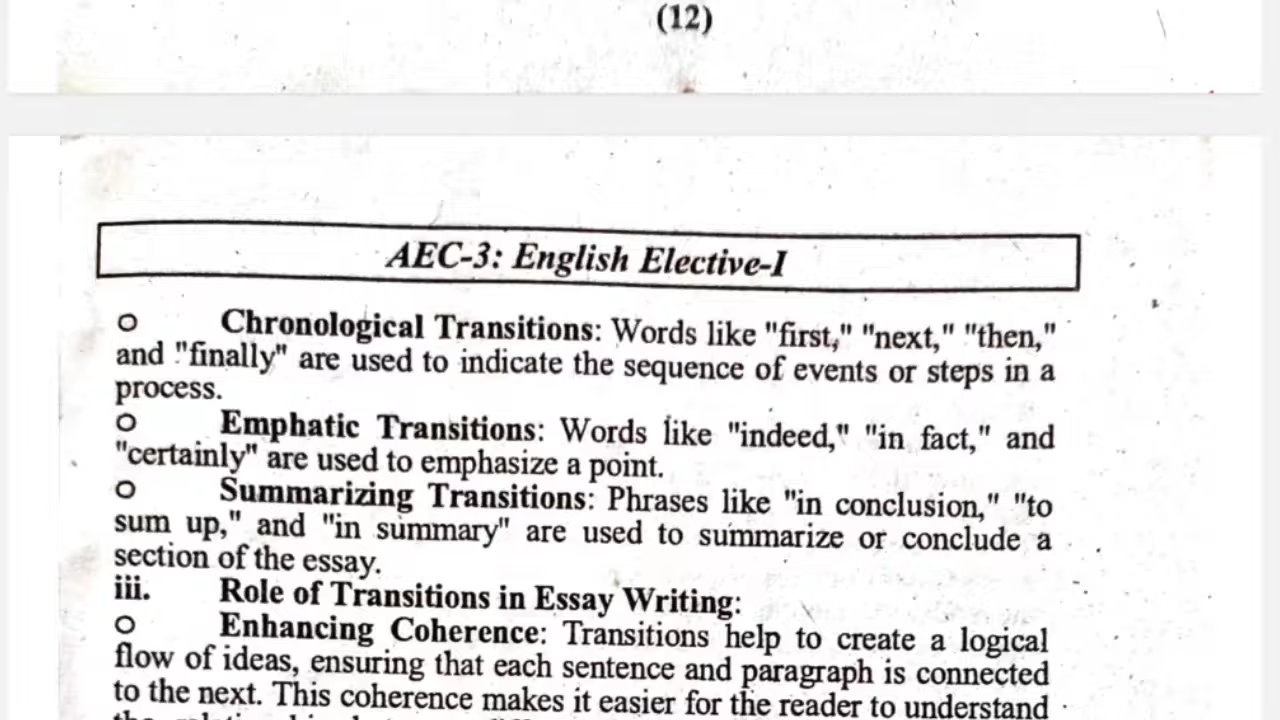 (12)
AEC-3: English Elective-I
o Chronological Transitions: Words like "first," "next," "then,"
and "finally" are used to indicate the sequence of events or steps in a
process.
o Emphatic Transitions: Words like "indeed," "in fact," and
"certainly" are used to emphasize a point.
o Summarizing Transitions: Phrases like "in conclusion," "to
sum up," and "in summary" are used to summarize or conclude a
section of the essay.
iii. Role of Transitions in Essay Writing:
o Enhancing Coherence: Transitions help to create a logical
flow of ideas, ensuring that each sentence and paragraph is connected
to the next. This coherence makes it easier for the reader to understand